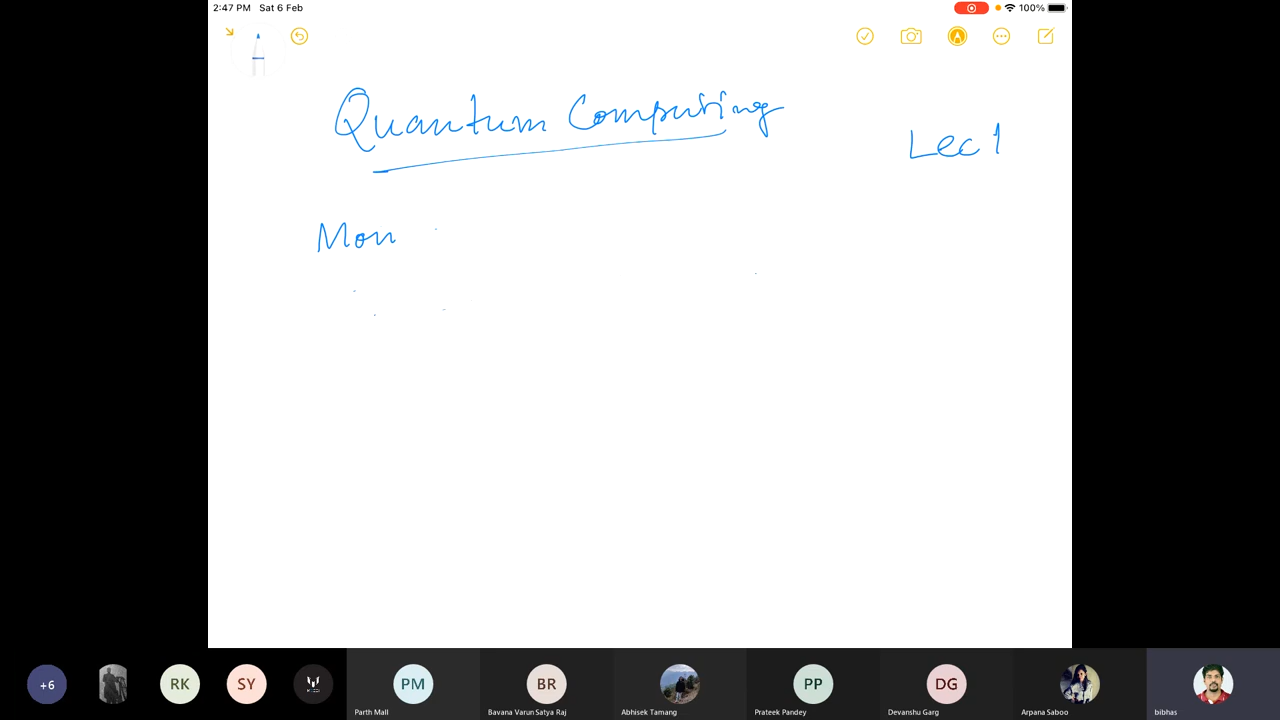 2:47 PM Sat 6 Feb 100%
Quantum Computing
Lec 1
Mon
+6 RK SY PM BR PP DG
Parth Mall Bavana Varun Satya Raj Abhisek Tamang Prateek Pandey Devanshu Garg Arpana Saboo bibhas